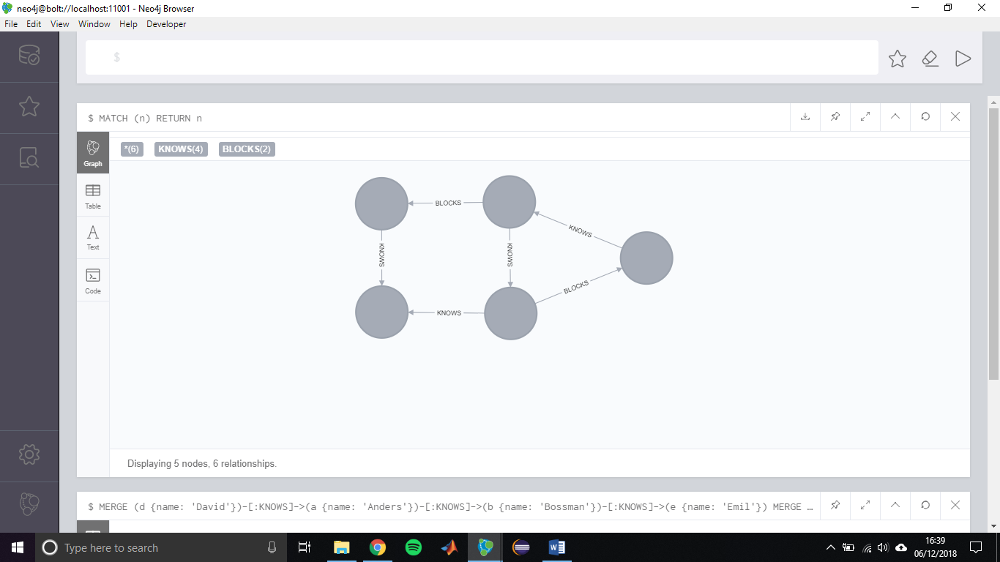 neo4j@bolt://localhost:11001 - Neo4j Browser
File Edit View Window Help Developer
$
$ MATCH (n) RETURN n
*(6) KNOWS(4) BLOCKS(2)
Graph
Table
Text
Code
BLOCKS
KNOWS
KNOWS
KNOWS
BLOCKS
KNOWS
Displaying 5 nodes, 6 relationships.
$ MERGE (d {name: 'David'})-[:KNOWS]->(a {name: 'Anders'})-[:KNOWS]->(b {name: 'Bossman'})-[:KNOWS]->(e {name: 'Emil'}) MERGE …
Type here to search
16:39
06/12/2018